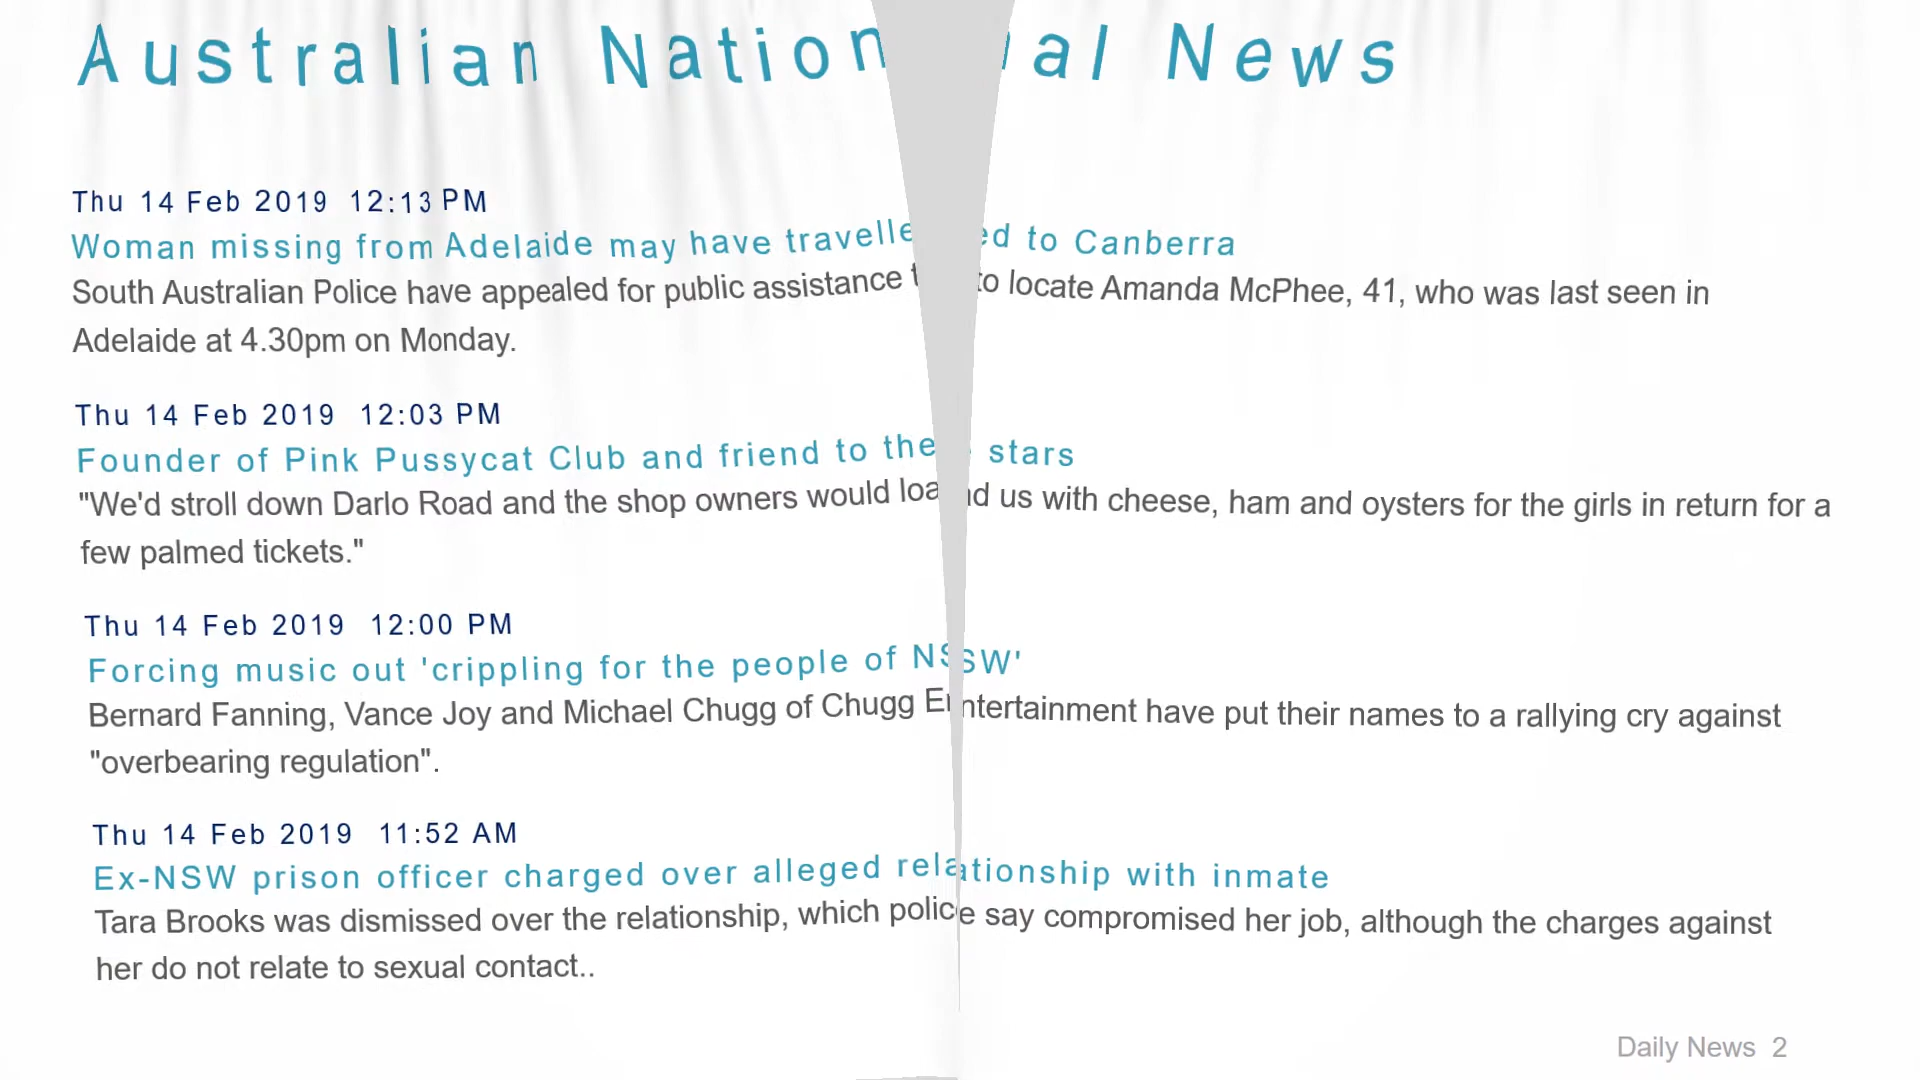 Australian National News
Thu 14 Feb 2019 12:13 PM
Woman missing from Adelaide may have travelled to Canberra
South Australian Police have appealed for public assistance to locate Amanda McPhee, 41, who was last seen in
Adelaide at 4.30pm on Monday.
Thu 14 Feb 2019 12:03 PM
Founder of Pink Pussycat Club and friend to the stars
"We'd stroll down Darlo Road and the shop owners would load us with cheese, ham and oysters for the girls in return for a
few palmed tickets."
Thu 14 Feb 2019 12:00 PM
Forcing music out 'crippling for the people of NSW'
Bernard Fanning, Vance Joy and Michael Chugg of Chugg Entertainment have put their names to a rallying cry against
"overbearing regulation".
Thu 14 Feb 2019 11:52 AM
Ex-NSW prison officer charged over alleged relationship with inmate
Tara Brooks was dismissed over the relationship, which police say compromised her job, although the charges against
her do not relate to sexual contact..
Daily News 2